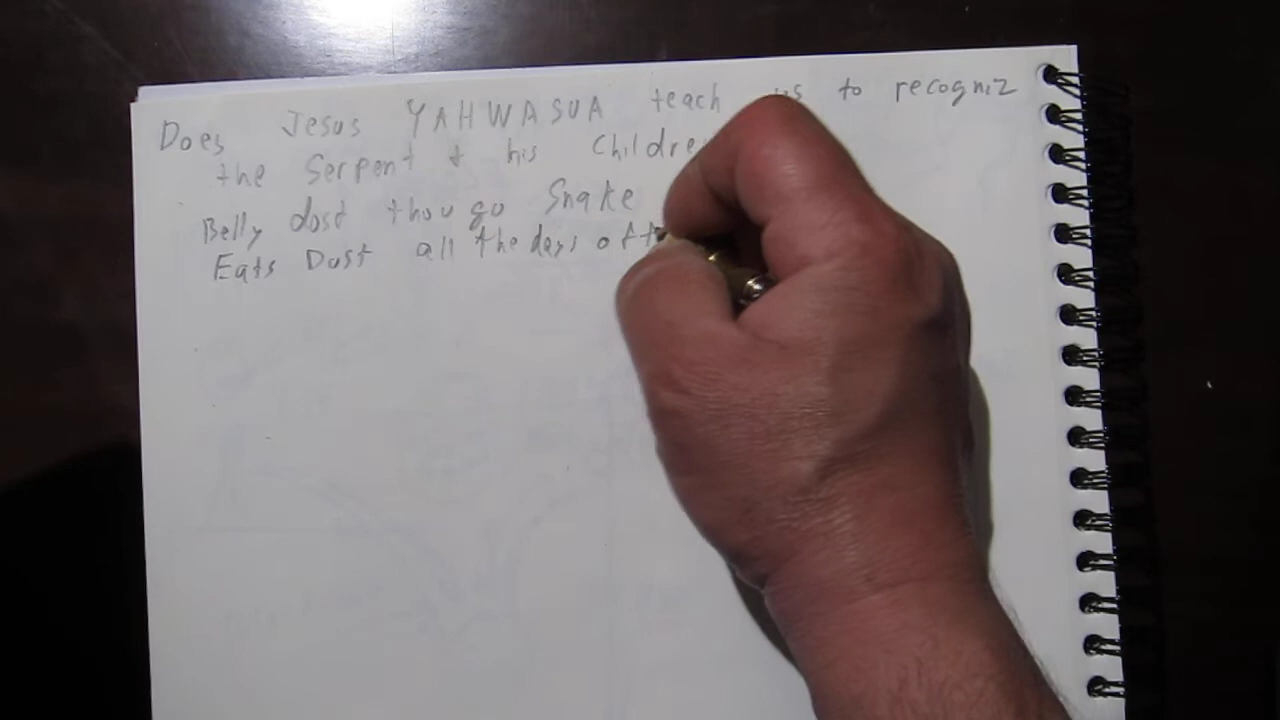 Does Jesus YAHWASUA teach us to recogniz
the Serpent + his Childre
Belly dost thou go Snake
Eats Dust all the days of